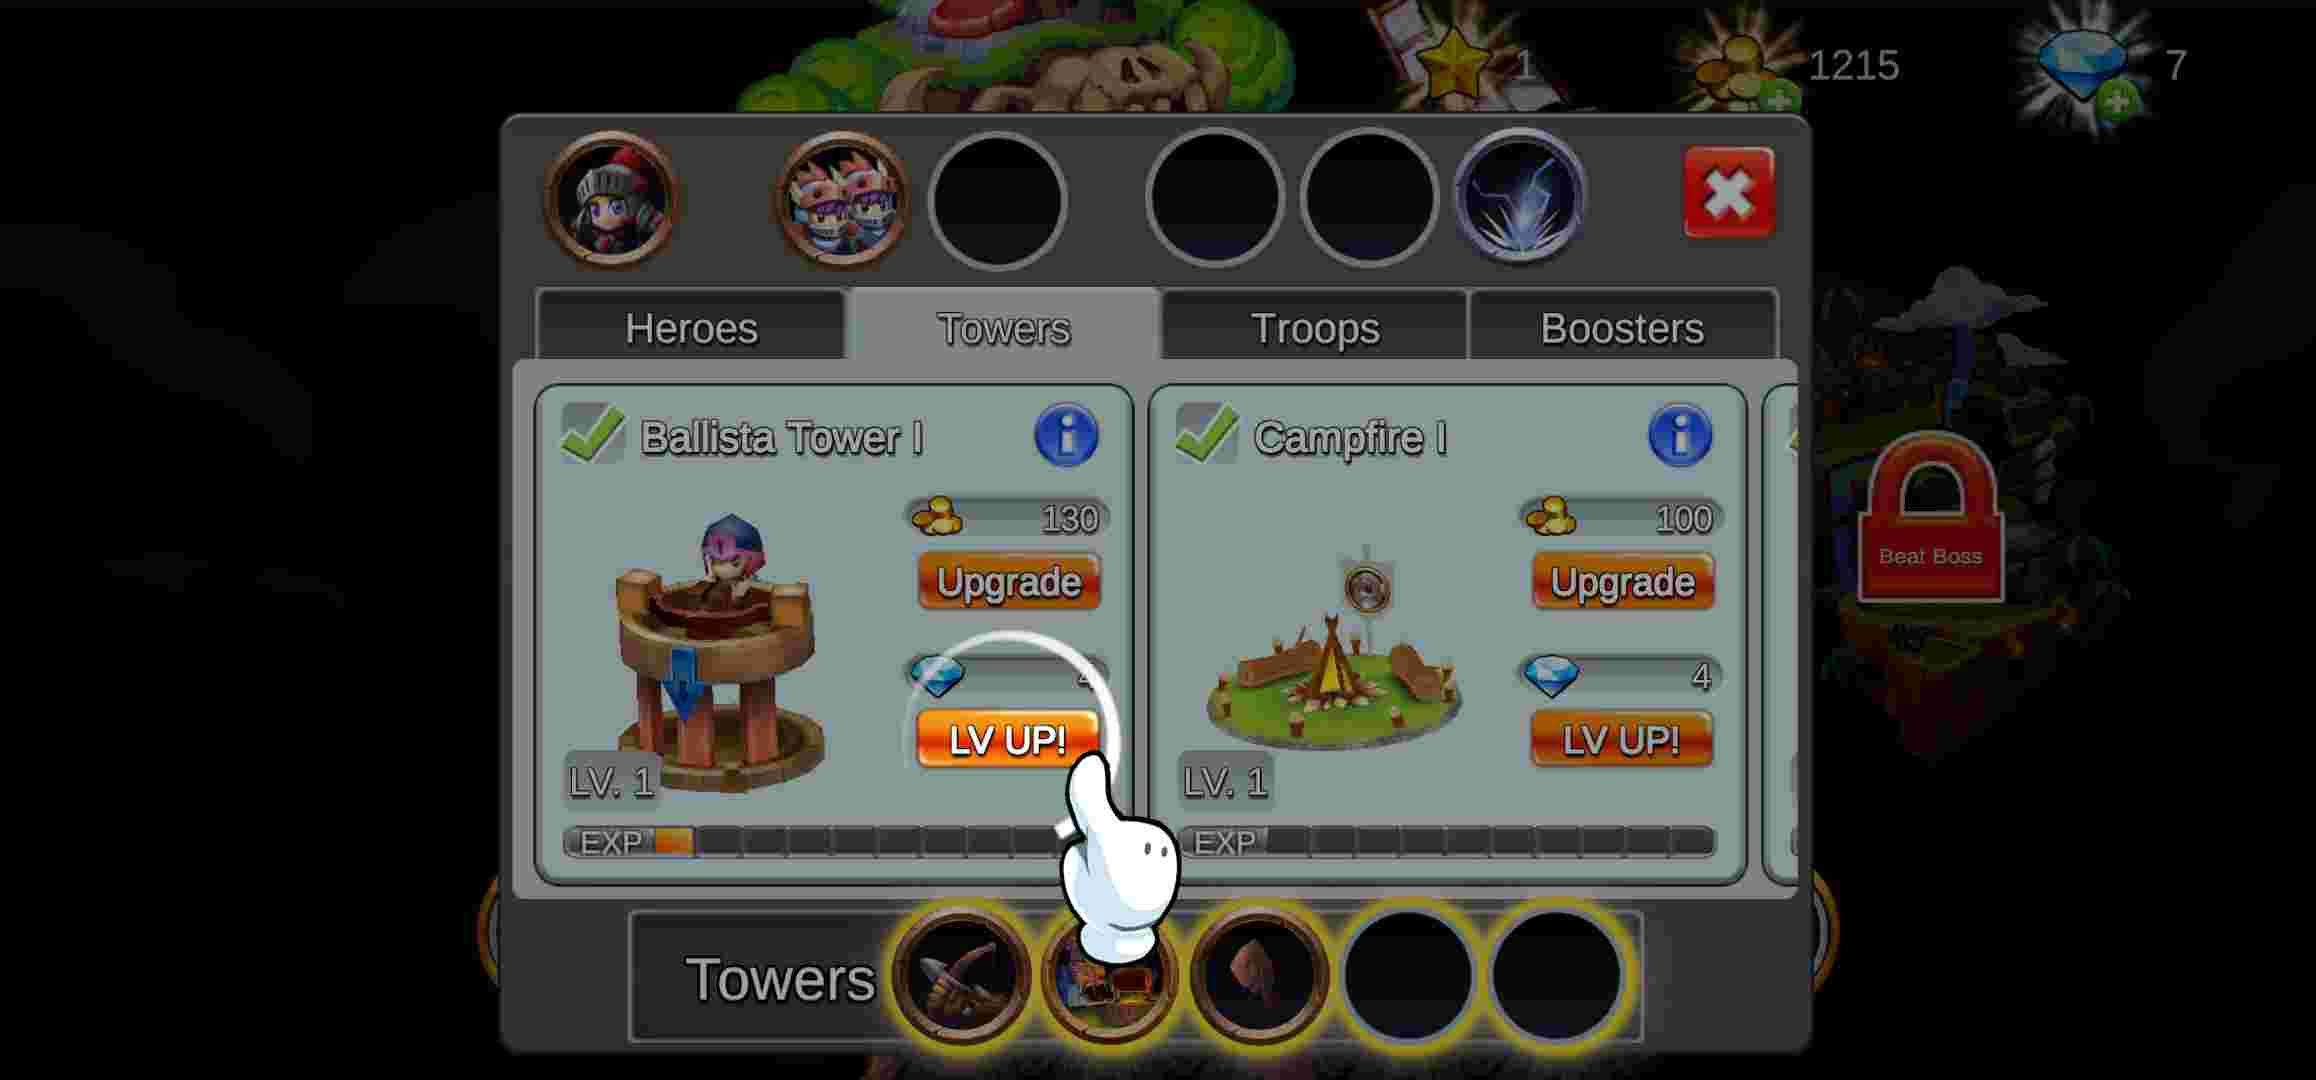 1
1215
7
Heroes
Towers
Troops
Boosters
Ballista Tower I
130
Upgrade
4
LV UP!
LV. 1
EXP
Campfire I
100
Upgrade
4
LV UP!
LV. 1
EXP
Beat Boss
Towers